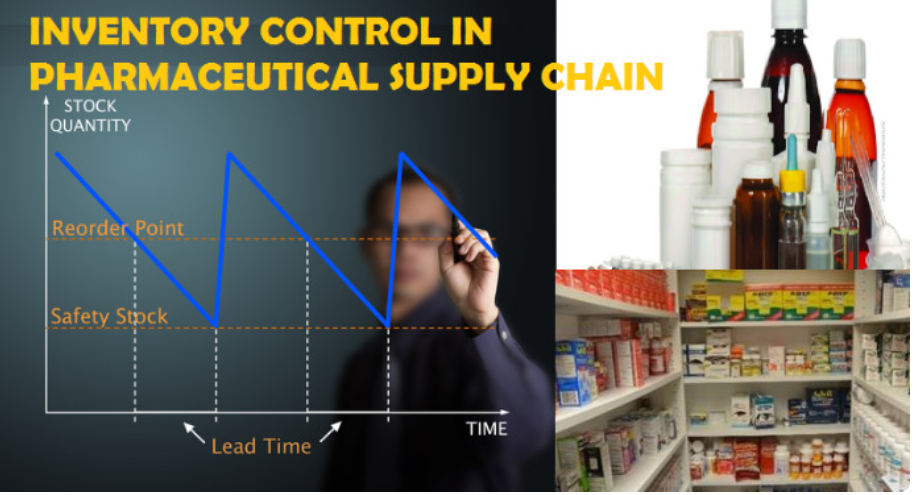 INVENTORY CONTROL IN
PHARMACEUTICAL SUPPLY CHAIN
STOCK
QUANTITY
Reorder Point
Safety Stock
Lead Time
TIME